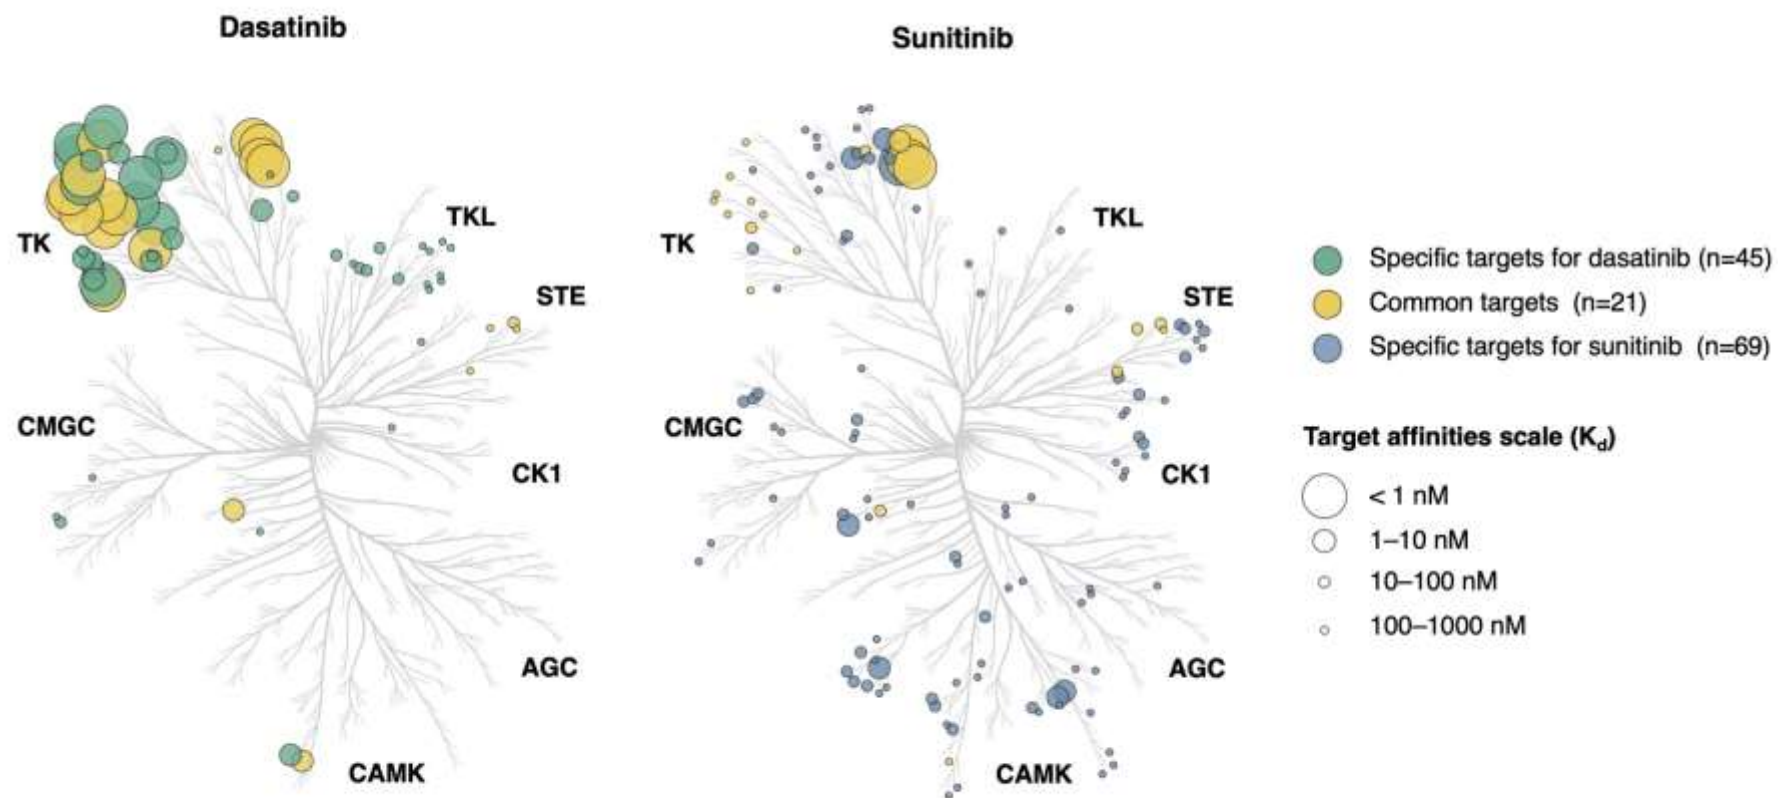 Dasatinib
TK
TKL
STE
CMGC
CK1
AGC
CAMK
Sunitinib
TK
TKL
STE
CMGC
CK1
AGC
CAMK
Specific targets for dasatinib (n=45)
Common targets (n=21)
Specific targets for sunitinib (n=69)
Target affinities scale (Kd)
< 1 nM
1–10 nM
10–100 nM
100–1000 nM